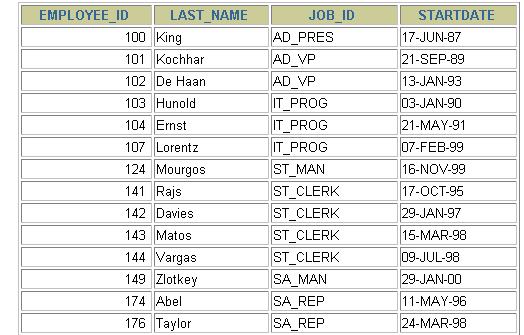 EMPLOYEE_ID LAST_NAME JOB_ID STARTDATE
100 King AD_PRES 17-JUN-87
101 Kochhar AD_VP 21-SEP-89
102 De Haan AD_VP 13-JAN-93
103 Hunold IT_PROG 03-JAN-90
104 Ernst IT_PROG 21-MAY-91
107 Lorentz IT_PROG 07-FEB-99
124 Mourgos ST_MAN 16-NOV-99
141 Rajs ST_CLERK 17-OCT-95
142 Davies ST_CLERK 29-JAN-97
143 Matos ST_CLERK 15-MAR-98
144 Vargas ST_CLERK 09-JUL-98
149 Zlotkey SA_MAN 29-JAN-00
174 Abel SA_REP 11-MAY-96
176 Taylor SA_REP 24-MAR-98